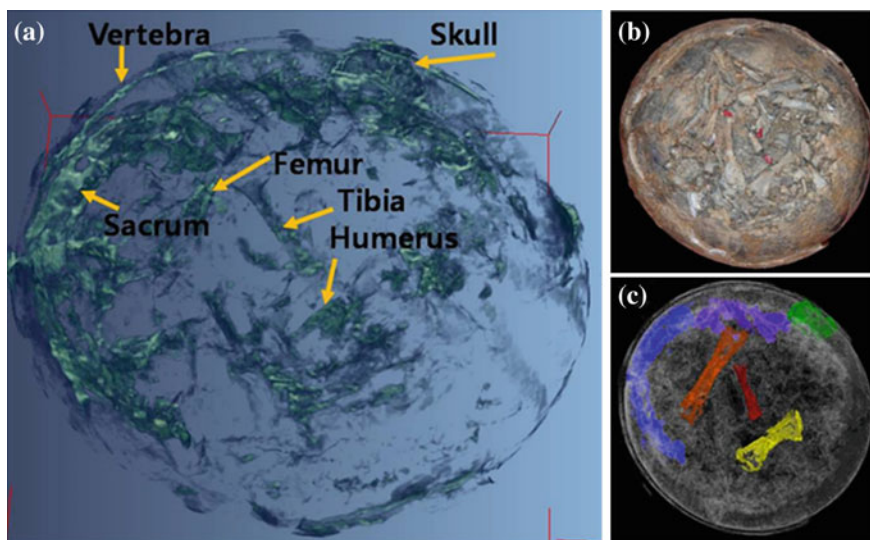 (a)
Vertebra
Skull
Femur
Tibia
Sacrum
Humerus
(b)
(c)